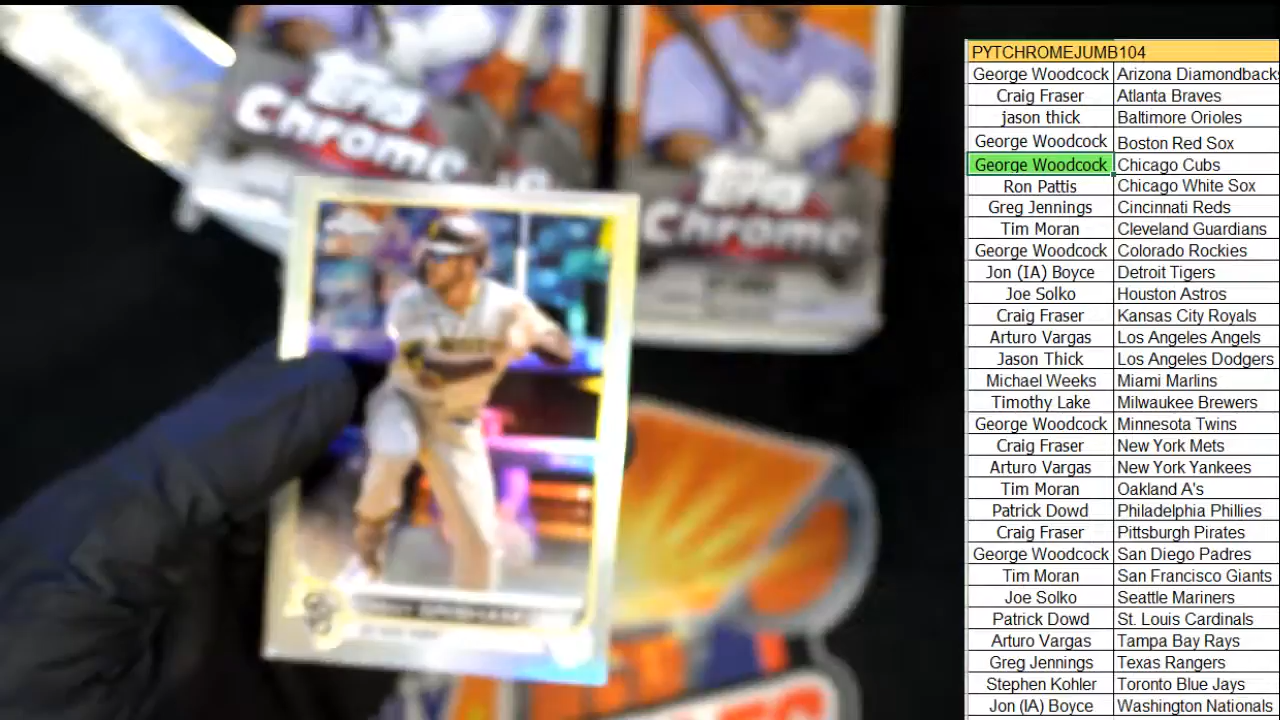 Topps
Chrome
Topps
Chrome
PYTCHROMEJUMB104
George Woodcock Arizona Diamondback
Craig Fraser Atlanta Braves
jason thick Baltimore Orioles
George Woodcock Boston Red Sox
George Woodcock Chicago Cubs
Ron Pattis Chicago White Sox
Greg Jennings Cincinnati Reds
Tim Moran Cleveland Guardians
George Woodcock Colorado Rockies
Jon (IA) Boyce Detroit Tigers
Joe Solko Houston Astros
Craig Fraser Kansas City Royals
Arturo Vargas Los Angeles Angels
Jason Thick Los Angeles Dodgers
Michael Weeks Miami Marlins
Timothy Lake Milwaukee Brewers
George Woodcock Minnesota Twins
Craig Fraser New York Mets
Arturo Vargas New York Yankees
Tim Moran Oakland A's
Patrick Dowd Philadelphia Phillies
Craig Fraser Pittsburgh Pirates
George Woodcock San Diego Padres
Tim Moran San Francisco Giants
Joe Solko Seattle Mariners
Patrick Dowd St. Louis Cardinals
Arturo Vargas Tampa Bay Rays
Greg Jennings Texas Rangers
Stephen Kohler Toronto Blue Jays
Jon (IA) Boyce Washington Nationals